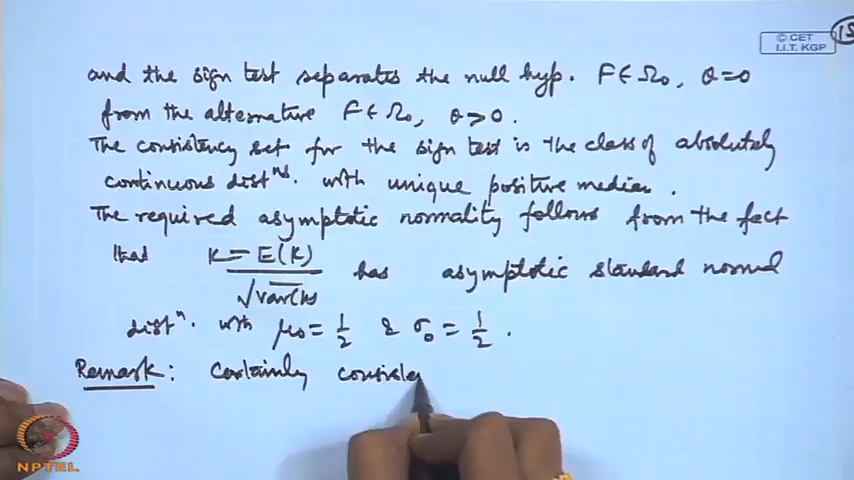 © CET
I.I.T. KGP
15
and the sign test separates the null hyp. F ∈ Ω₀, θ=0
from the alternative F ∈ Ω₀, θ>0.
The consistency set for the sign test is the class of absolutely
continuous distⁿˢ. with unique positive median.
The required asymptotic normality follows from the fact
that K - E(K) / √var(K) has asymptotic standard normal
distⁿ. with μ₀ = 1/2 & σ₀ = 1/2.
Remark: Certainly consiste
NPTEL